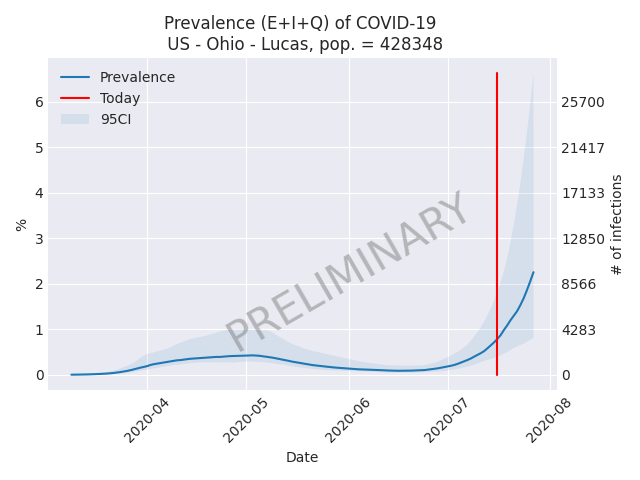 Prevalence (E+I+Q) of COVID-19
US - Ohio - Lucas, pop. = 428348
Prevalence
Today
95CI
6
5
4
3
2
1
0
%
25700
21417
17133
12850
8566
4283
0
# of infections
PRELIMINARY
2020-04
2020-05
2020-06
2020-07
2020-08
Date